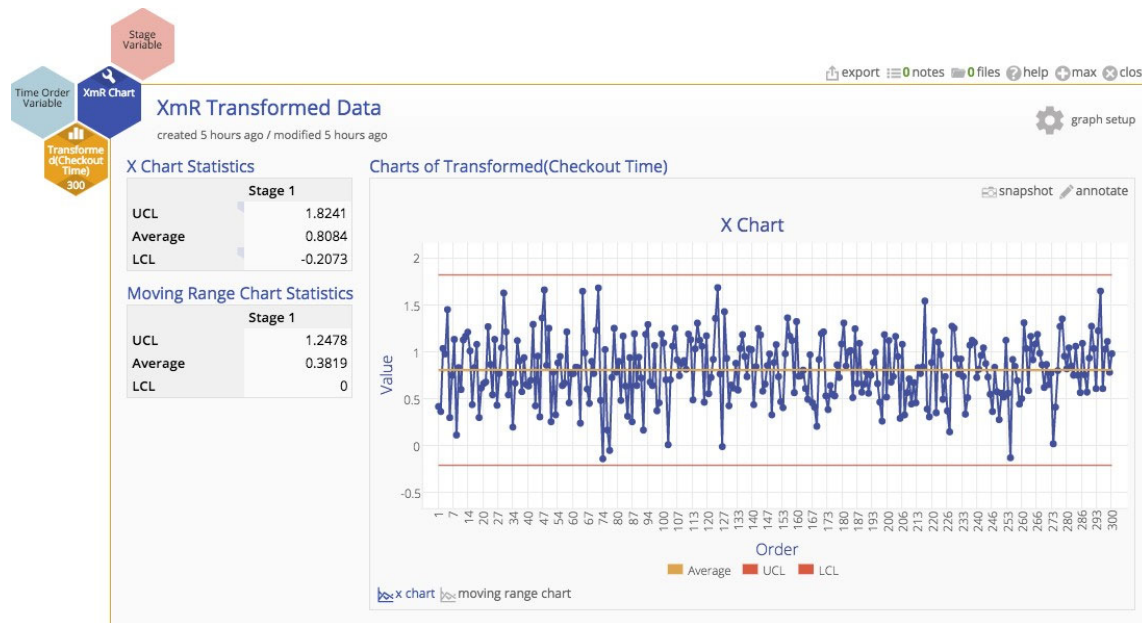 Stage
Variable
export 0 notes 0 files help max clos
Time Order
Variable
XmR Chart
XmR Transformed Data
graph setup
created 5 hours ago / modified 5 hours ago
Transforme
d(Checkout
Time)
300
X Chart Statistics
Charts of Transformed(Checkout Time)
Stage 1
snapshot annotate
UCL 1.8241
Average 0.8084
LCL -0.2073
X Chart
Moving Range Chart Statistics
Stage 1
UCL 1.2478
Average 0.3819
LCL 0
2
1.5
1
0.5
0
-0.5
Value
1 7 14 20 27 34 40 47 54 60 67 74 80 87 94 100 107 113 120 127 133 140 147 153 160 167 173 180 187 193 200 206 213 220 226 233 240 246 253 260 266 273 280 286 293 300
Order
Average UCL LCL
x chart moving range chart